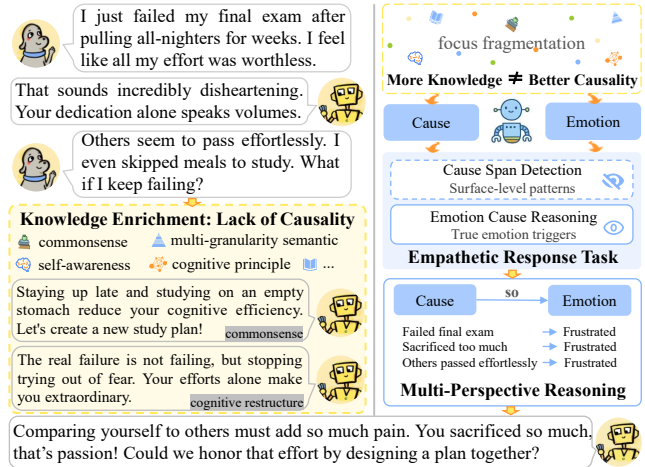 I just failed my final exam after
pulling all-nighters for weeks. I feel
like all my effort was worthless.
That sounds incredibly disheartening.
Your dedication alone speaks volumes.
Others seem to pass effortlessly. I
even skipped meals to study. What
if I keep failing?
Knowledge Enrichment: Lack of Causality
commonsense
multi-granularity semantic
self-awareness
cognitive principle
...
Staying up late and studying on an empty
stomach reduce your cognitive efficiency.
Let's create a new study plan!
commonsense
The real failure is not failing, but stopping
trying out of fear. Your efforts alone make
you extraordinary.
cognitive restructure
focus fragmentation
More Knowledge ≠ Better Causality
Cause
Emotion
Cause Span Detection
Surface-level patterns
Emotion Cause Reasoning
True emotion triggers
Empathetic Response Task
Cause
so
Emotion
Failed final exam
Frustrated
Sacrificed too much
Frustrated
Others passed effortlessly
Frustrated
Multi-Perspective Reasoning
Comparing yourself to others must add so much pain. You sacrificed so much,
that's passion! Could we honor that effort by designing a plan together?